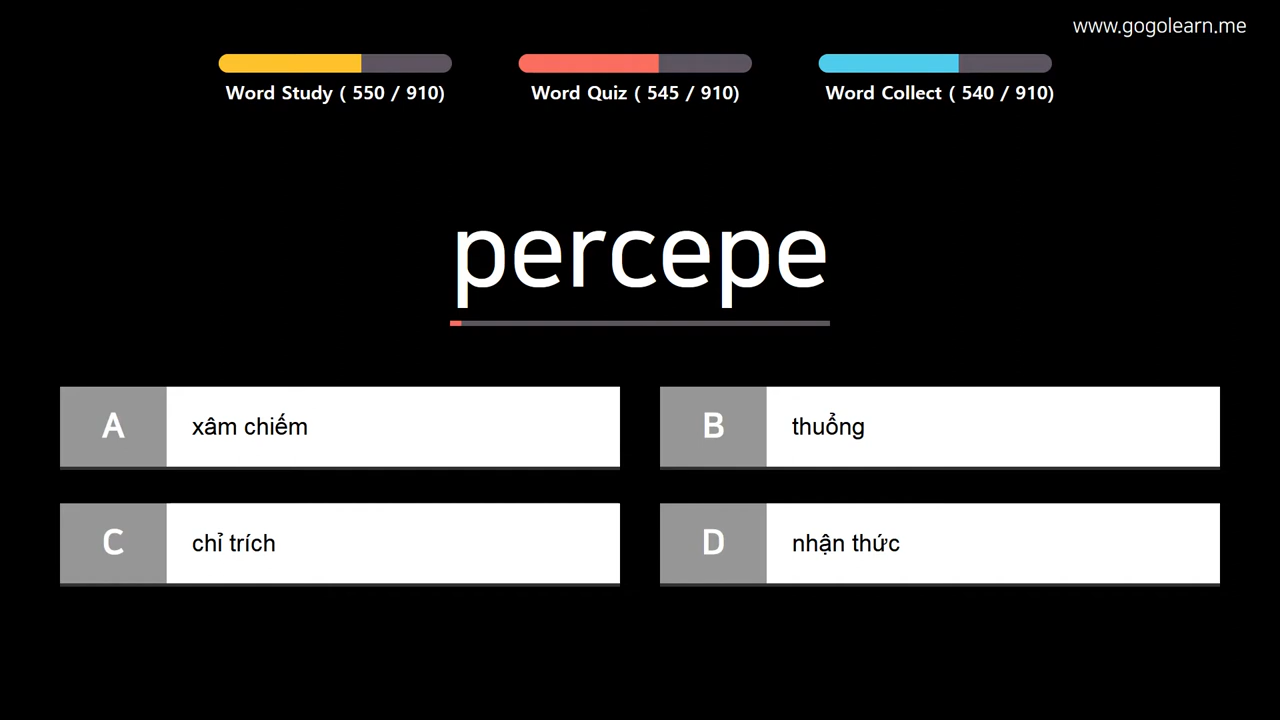 www.gogolearn.me
Word Study ( 550 / 910)
Word Quiz ( 545 / 910)
Word Collect ( 540 / 910)
percepe
A
xâm chiếm
B
thuổng
C
chỉ trích
D
nhận thức